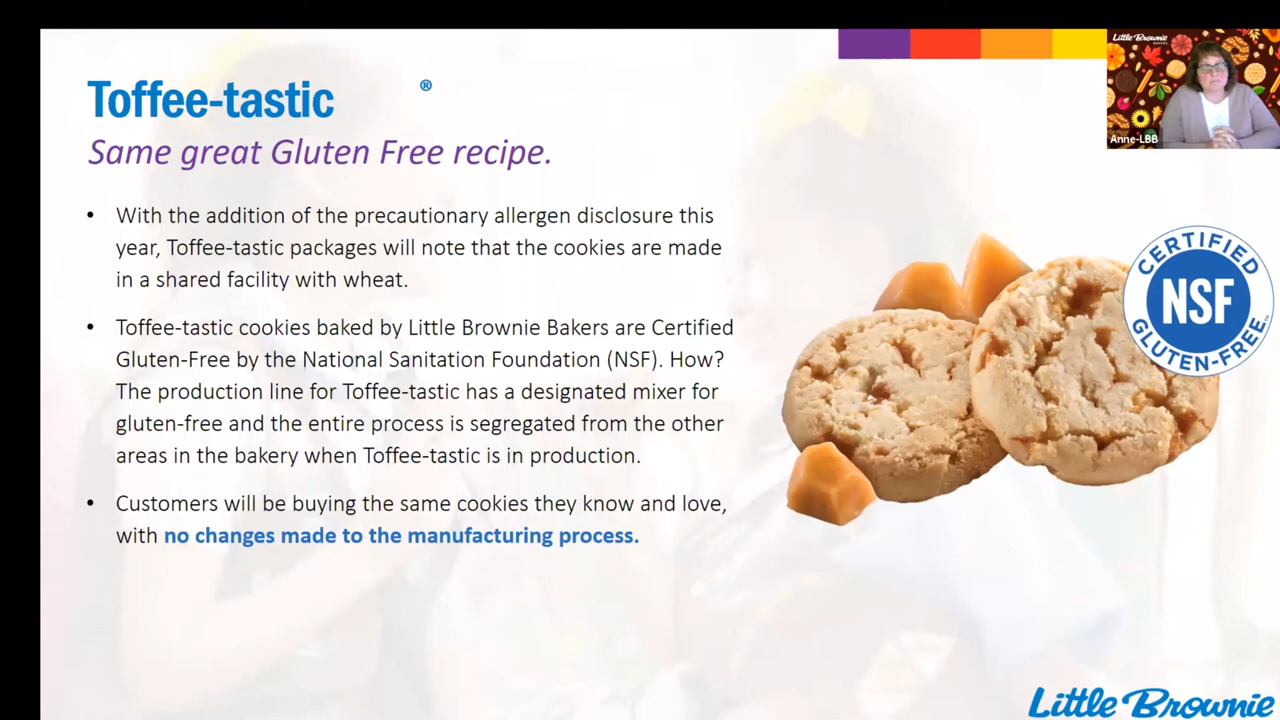 Toffee-tastic ®
Same great Gluten Free recipe.
• With the addition of the precautionary allergen disclosure this
year, Toffee-tastic packages will note that the cookies are made
in a shared facility with wheat.
• Toffee-tastic cookies baked by Little Brownie Bakers are Certified
Gluten-Free by the National Sanitation Foundation (NSF). How?
The production line for Toffee-tastic has a designated mixer for
gluten-free and the entire process is segregated from the other
areas in the bakery when Toffee-tastic is in production.
• Customers will be buying the same cookies they know and love,
with no changes made to the manufacturing process.
CERTIFIED
NSF
GLUTEN-FREE
Little Brownie
Anne-LBB
Little Brownie